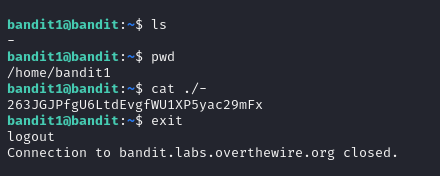 bandit1@bandit:~$ ls
-
bandit1@bandit:~$ pwd
/home/bandit1
bandit1@bandit:~$ cat ./-
263JGJPfgU6LtdEvgfWU1XP5yac29mFx
bandit1@bandit:~$ exit
logout
Connection to bandit.labs.overthewire.org closed.